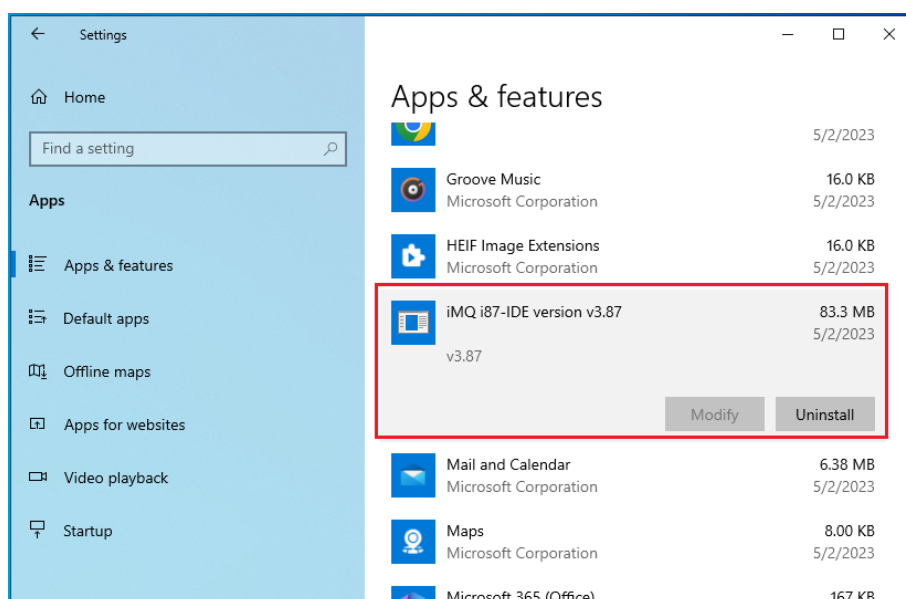 Settings
Home
Find a setting
Apps
Apps & features
Default apps
Offline maps
Apps for websites
Video playback
Startup
Apps & features
5/2/2023
Groove Music 16.0 KB
Microsoft Corporation 5/2/2023
HEIF Image Extensions 16.0 KB
Microsoft Corporation 5/2/2023
iMQ i87-IDE version v3.87 83.3 MB
5/2/2023
v3.87
Modify Uninstall
Mail and Calendar 6.38 MB
Microsoft Corporation 5/2/2023
Maps 8.00 KB
Microsoft Corporation 5/2/2023
Microsoft 365 (Office) 167 KB